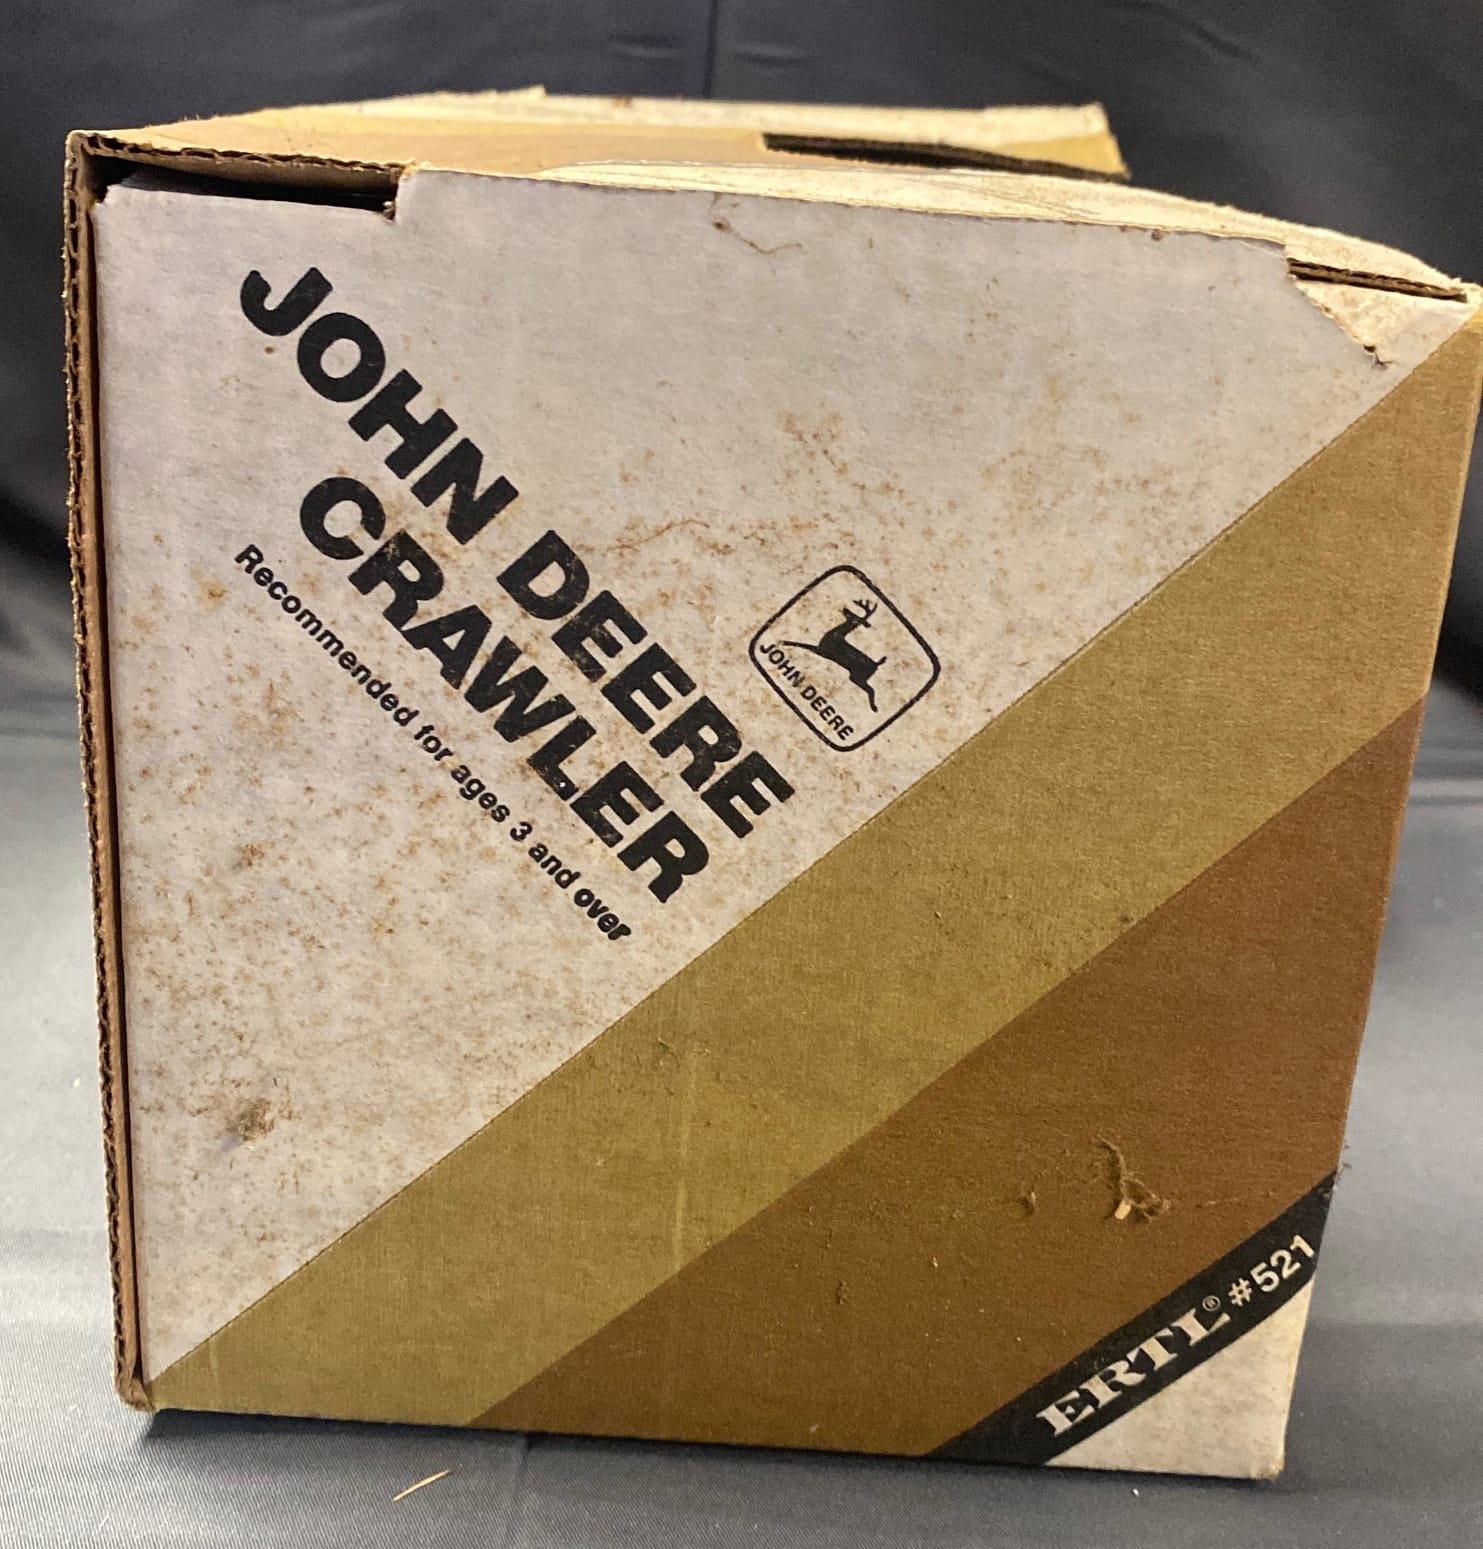 JOHN DEERE
CRAWLER
Recommended for ages 3 and over
JOHN DEERE
ERTL® #521